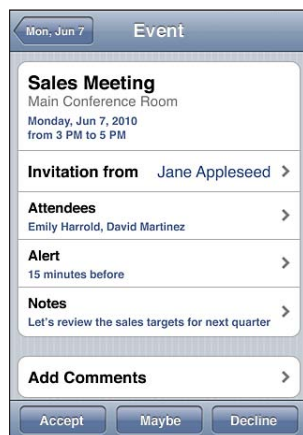 Mon, Jun 7 Event
Sales Meeting
Main Conference Room
Monday, Jun 7, 2010
from 3 PM to 5 PM
Invitation from Jane Appleseed
Attendees
Emily Harrold, David Martinez
Alert
15 minutes before
Notes
Let's review the sales targets for next quarter
Add Comments
Accept Maybe Decline